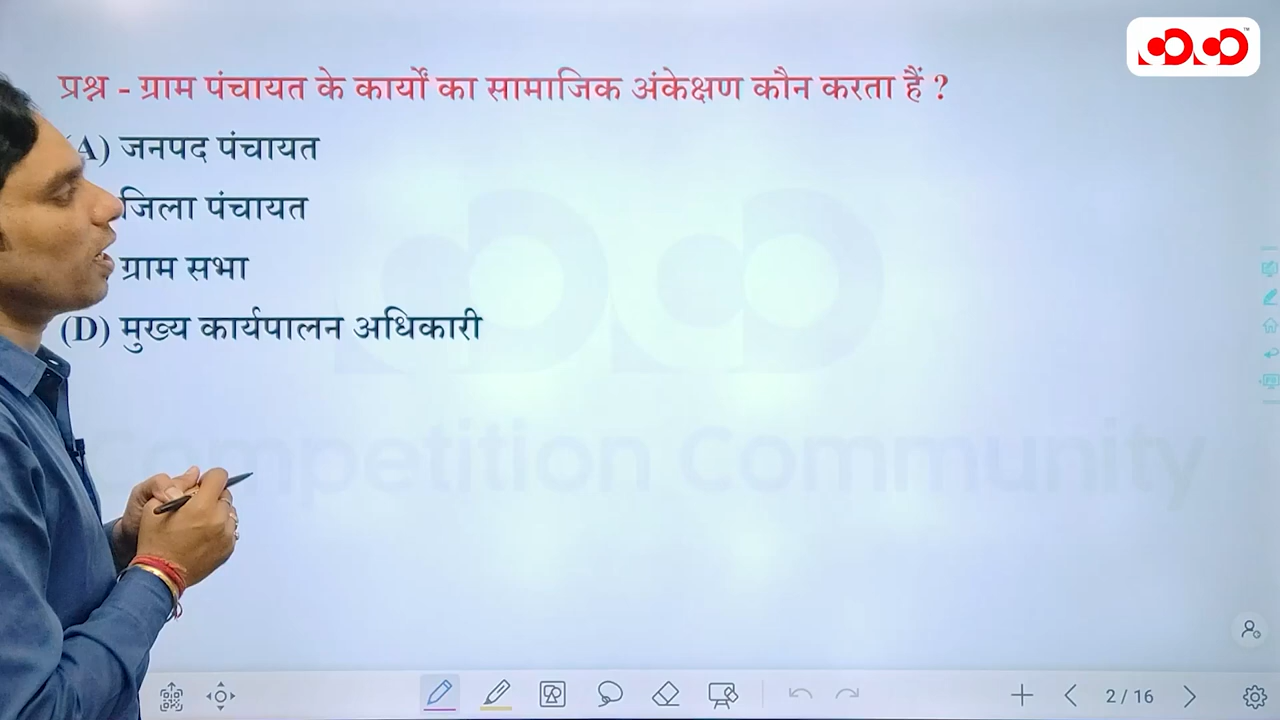 प्रश्न - ग्राम पंचायत के कार्यों का सामाजिक अंकेक्षण कौन करता हैं ?
(A) जनपद पंचायत
जिला पंचायत
ग्राम सभा
(D) मुख्य कार्यपालन अधिकारी
Competition Community
2 / 16